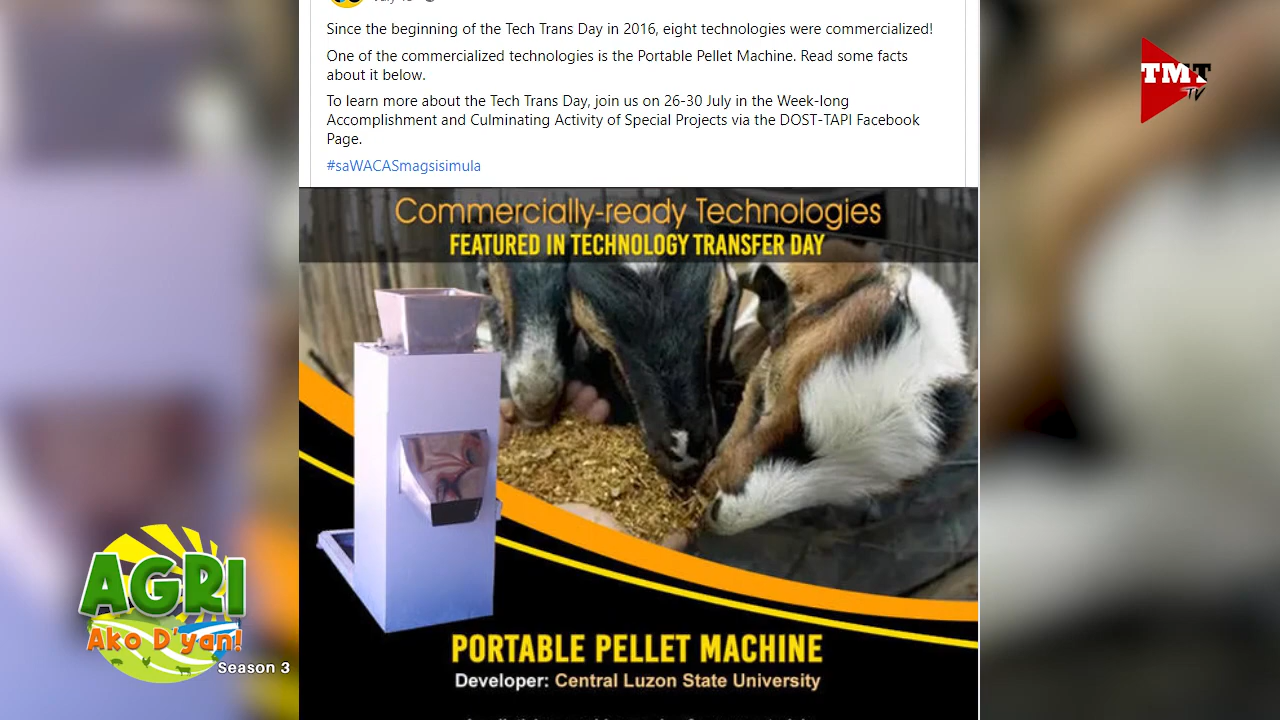 Since the beginning of the Tech Trans Day in 2016, eight technologies were commercialized!
One of the commercialized technologies is the Portable Pellet Machine. Read some facts
about it below.
To learn more about the Tech Trans Day, join us on 26-30 July in the Week-long
Accomplishment and Culminating Activity of Special Projects via the DOST-TAPI Facebook
Page.
#saWACASmagsisimula
TMT
TV
Commercially-ready Technologies
FEATURED IN TECHNOLOGY TRANSFER DAY
AGRI
Ako D'yan!
Season 3
PORTABLE PELLET MACHINE
Developer: Central Luzon State University